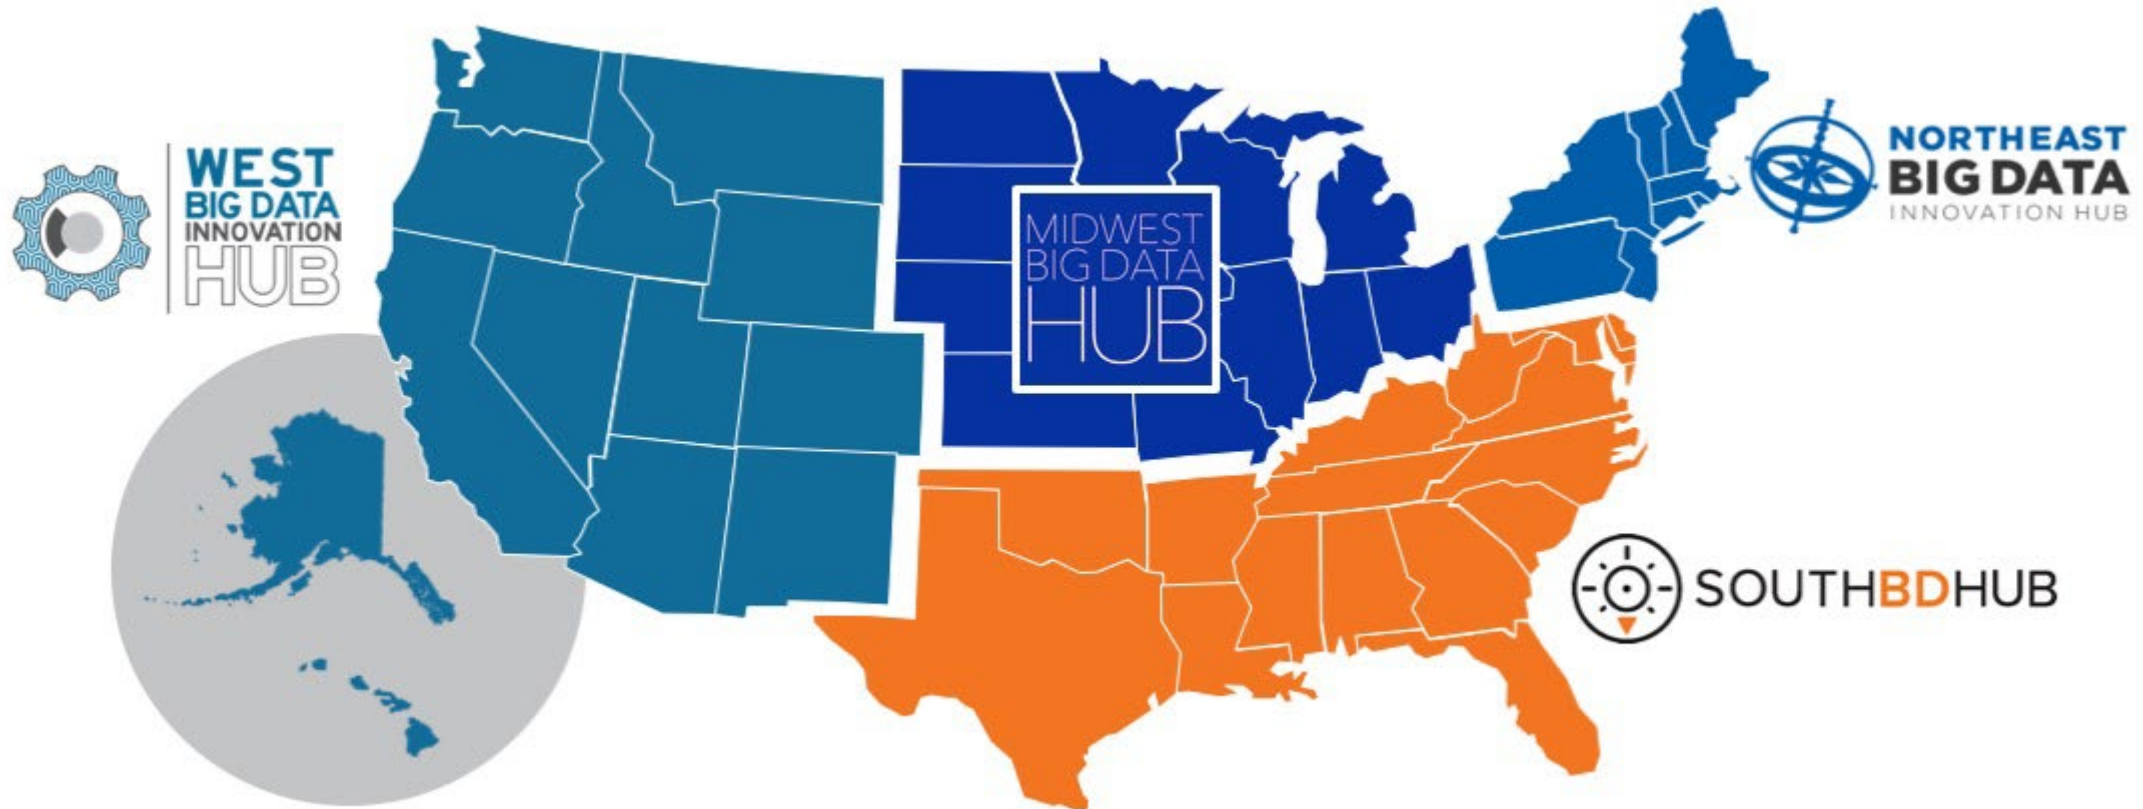 WEST
BIG DATA
INNOVATION
HUB
MIDWEST
BIG DATA
HUB
NORTHEAST
BIG DATA
INNOVATION HUB
SOUTHBDHUB